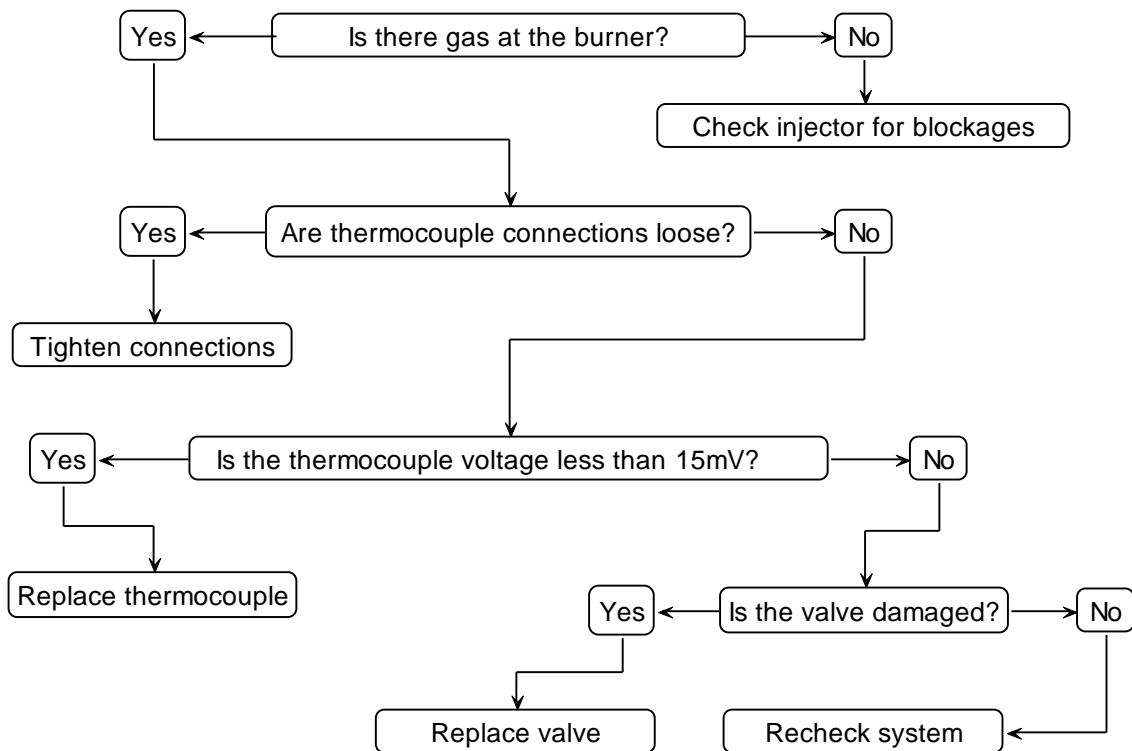 Yes
Is there gas at the burner?
No
Check injector for blockages
Yes
Are thermocouple connections loose?
No
Tighten connections
Yes
Is the thermocouple voltage less than 15mV?
No
Replace thermocouple
Yes
Is the valve damaged?
No
Replace valve
Recheck system